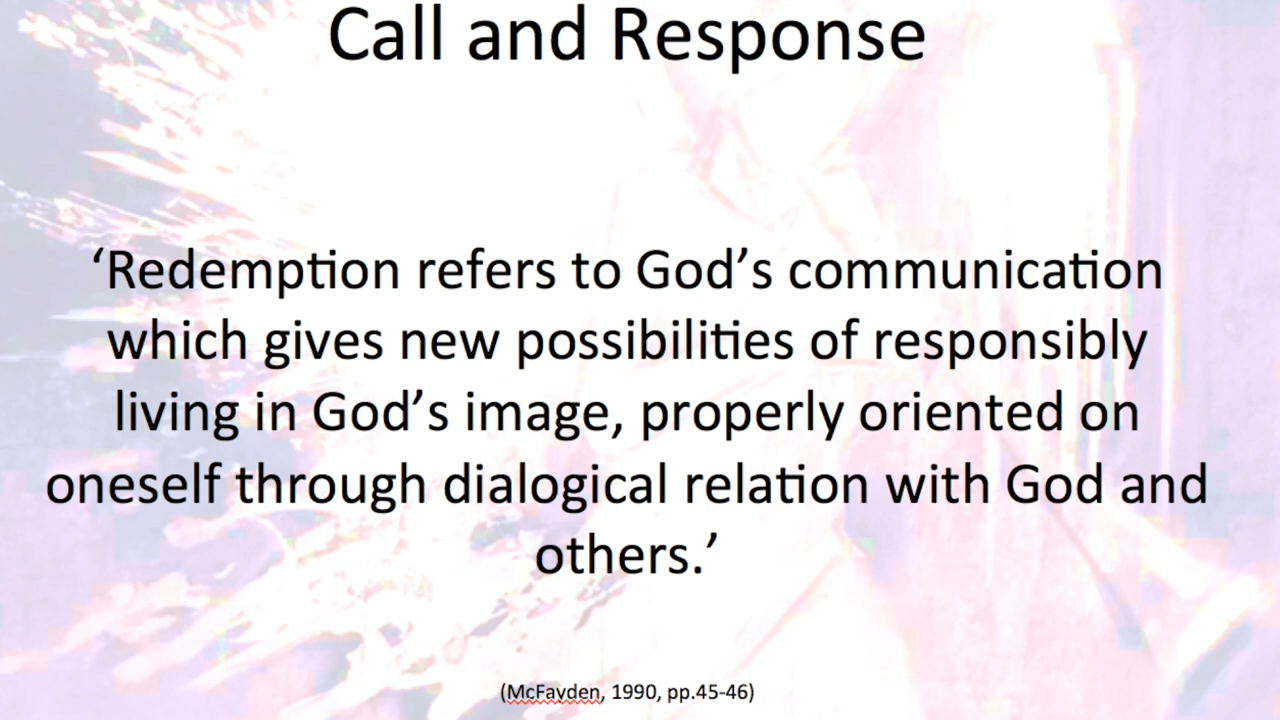 Call and Response
‘Redemption refers to God’s communication
which gives new possibilities of responsibly
living in God’s image, properly oriented on
oneself through dialogical relation with God and
others.’
(McFayden, 1990, pp.45-46)